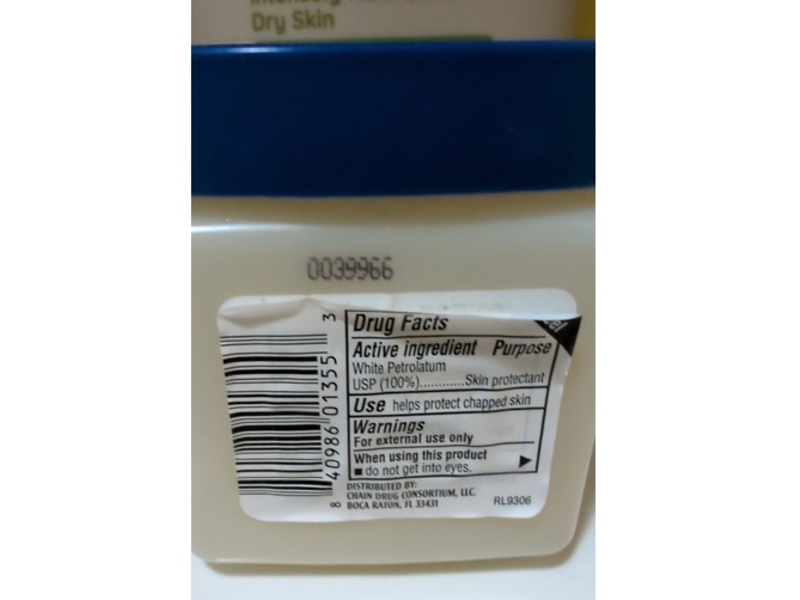 Dry Skin
0039966
Drug Facts
Active ingredient Purpose
White Petrolatum
USP (100%)............Skin protectant
Use helps protect chapped skin
Warnings
For external use only
When using this product
■ do not get into eyes.
DISTRIBUTED BY:
CHAIN DRUG CONSORTIUM, LLC.
BOCA RATON, FL 33431
RL9306
8 40986 01355 3